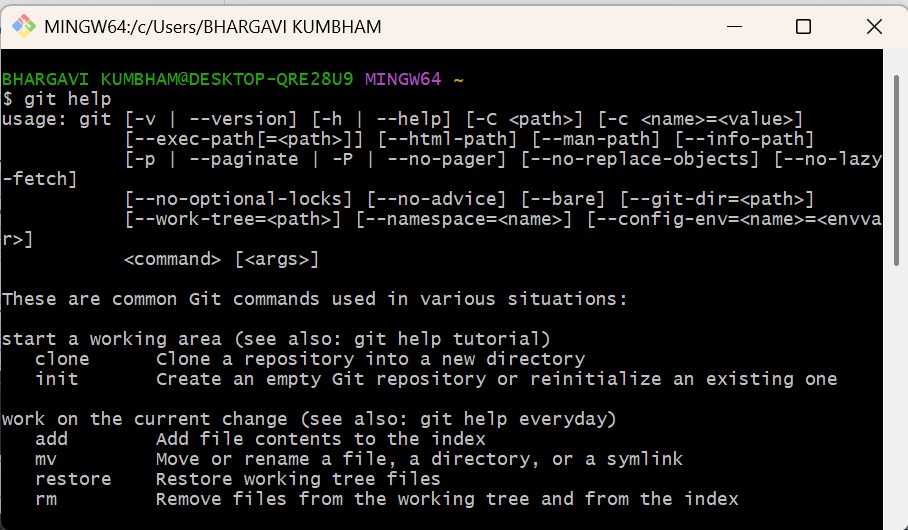 MINGW64:/c/Users/BHARGAVI KUMBHAM
BHARGAVI KUMBHAM@DESKTOP-QRE28U9 MINGW64 ~
$ git help
usage: git [-v | --version] [-h | --help] [-C <path>] [-c <name>=<value>]
           [--exec-path[=<path>]] [--html-path] [--man-path] [--info-path]
           [-p | --paginate | -P | --no-pager] [--no-replace-objects] [--no-lazy
-fetch]
           [--no-optional-locks] [--no-advice] [--bare] [--git-dir=<path>]
           [--work-tree=<path>] [--namespace=<name>] [--config-env=<name>=<envva
r>]
           <command> [<args>]
These are common Git commands used in various situations:
start a working area (see also: git help tutorial)
   clone      Clone a repository into a new directory
   init       Create an empty Git repository or reinitialize an existing one
work on the current change (see also: git help everyday)
   add        Add file contents to the index
   mv         Move or rename a file, a directory, or a symlink
   restore    Restore working tree files
   rm         Remove files from the working tree and from the index